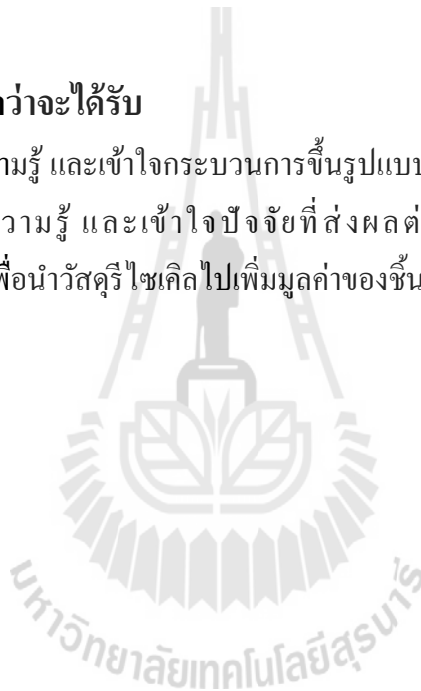 ว่าจะได้รับ
ามรู้ และเข้าใจกระบวนการขึ้นรูปแบบ
วามรู้ และเข้าใจปัจจัยที่ส่งผลต่
พื่อนำวัสดุรีไซเคิลไปเพิ่มมูลค่าของชิ้น
มหาวิทยาลัยเทคโนโลยีสุรนารี